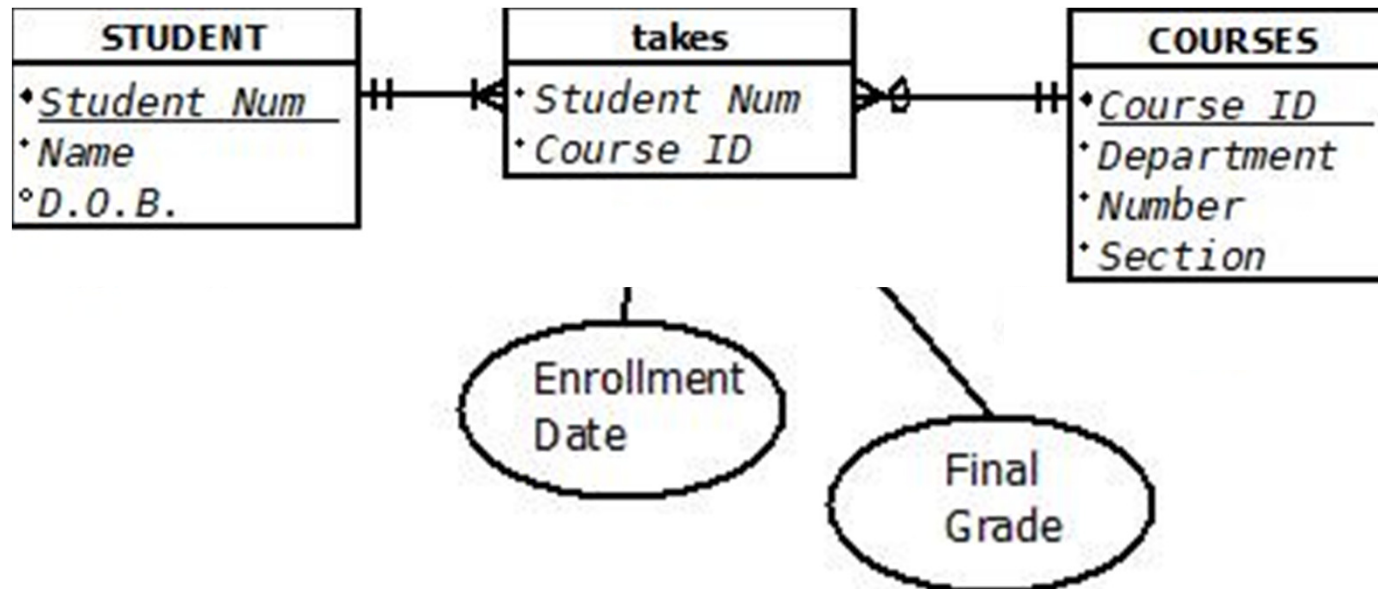 STUDENT
Student Num
Name
D.O.B.
takes
Student Num
Course ID
COURSES
Course ID
Department
Number
Section
Enrollment
Date
Final
Grade